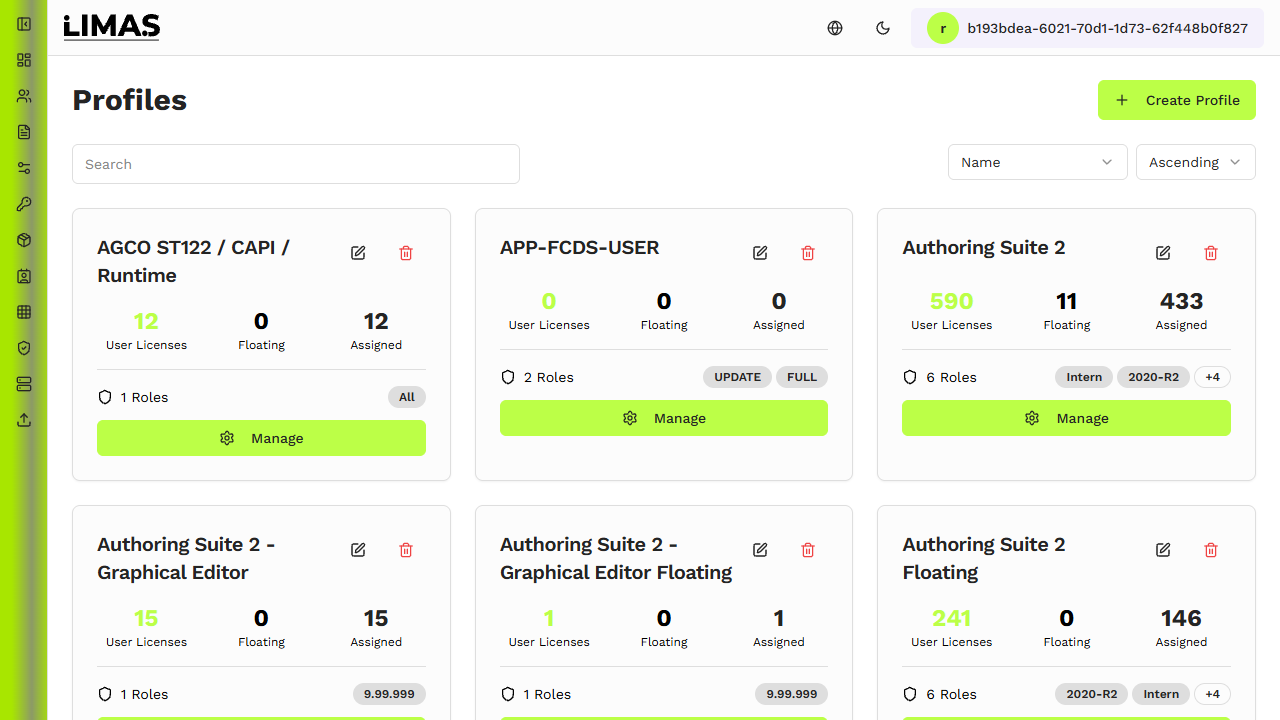 LIMAS
r
b193bdea-6021-70d1-1d73-62f448b0f827
Profiles
Create Profile
Search
Name
Ascending
AGCO ST122 / CAPI /
Runtime
12
0
12
User Licenses
Floating
Assigned
1 Roles
All
Manage
APP-FCDS-USER
0
0
0
User Licenses
Floating
Assigned
2 Roles
UPDATE
FULL
Manage
Authoring Suite 2
590
11
433
User Licenses
Floating
Assigned
6 Roles
Intern
2020-R2
+4
Manage
Authoring Suite 2 -
Graphical Editor
15
0
15
User Licenses
Floating
Assigned
1 Roles
9.99.999
Authoring Suite 2 -
Graphical Editor Floating
1
0
1
User Licenses
Floating
Assigned
1 Roles
9.99.999
Authoring Suite 2
Floating
241
0
146
User Licenses
Floating
Assigned
6 Roles
2020-R2
Intern
+4